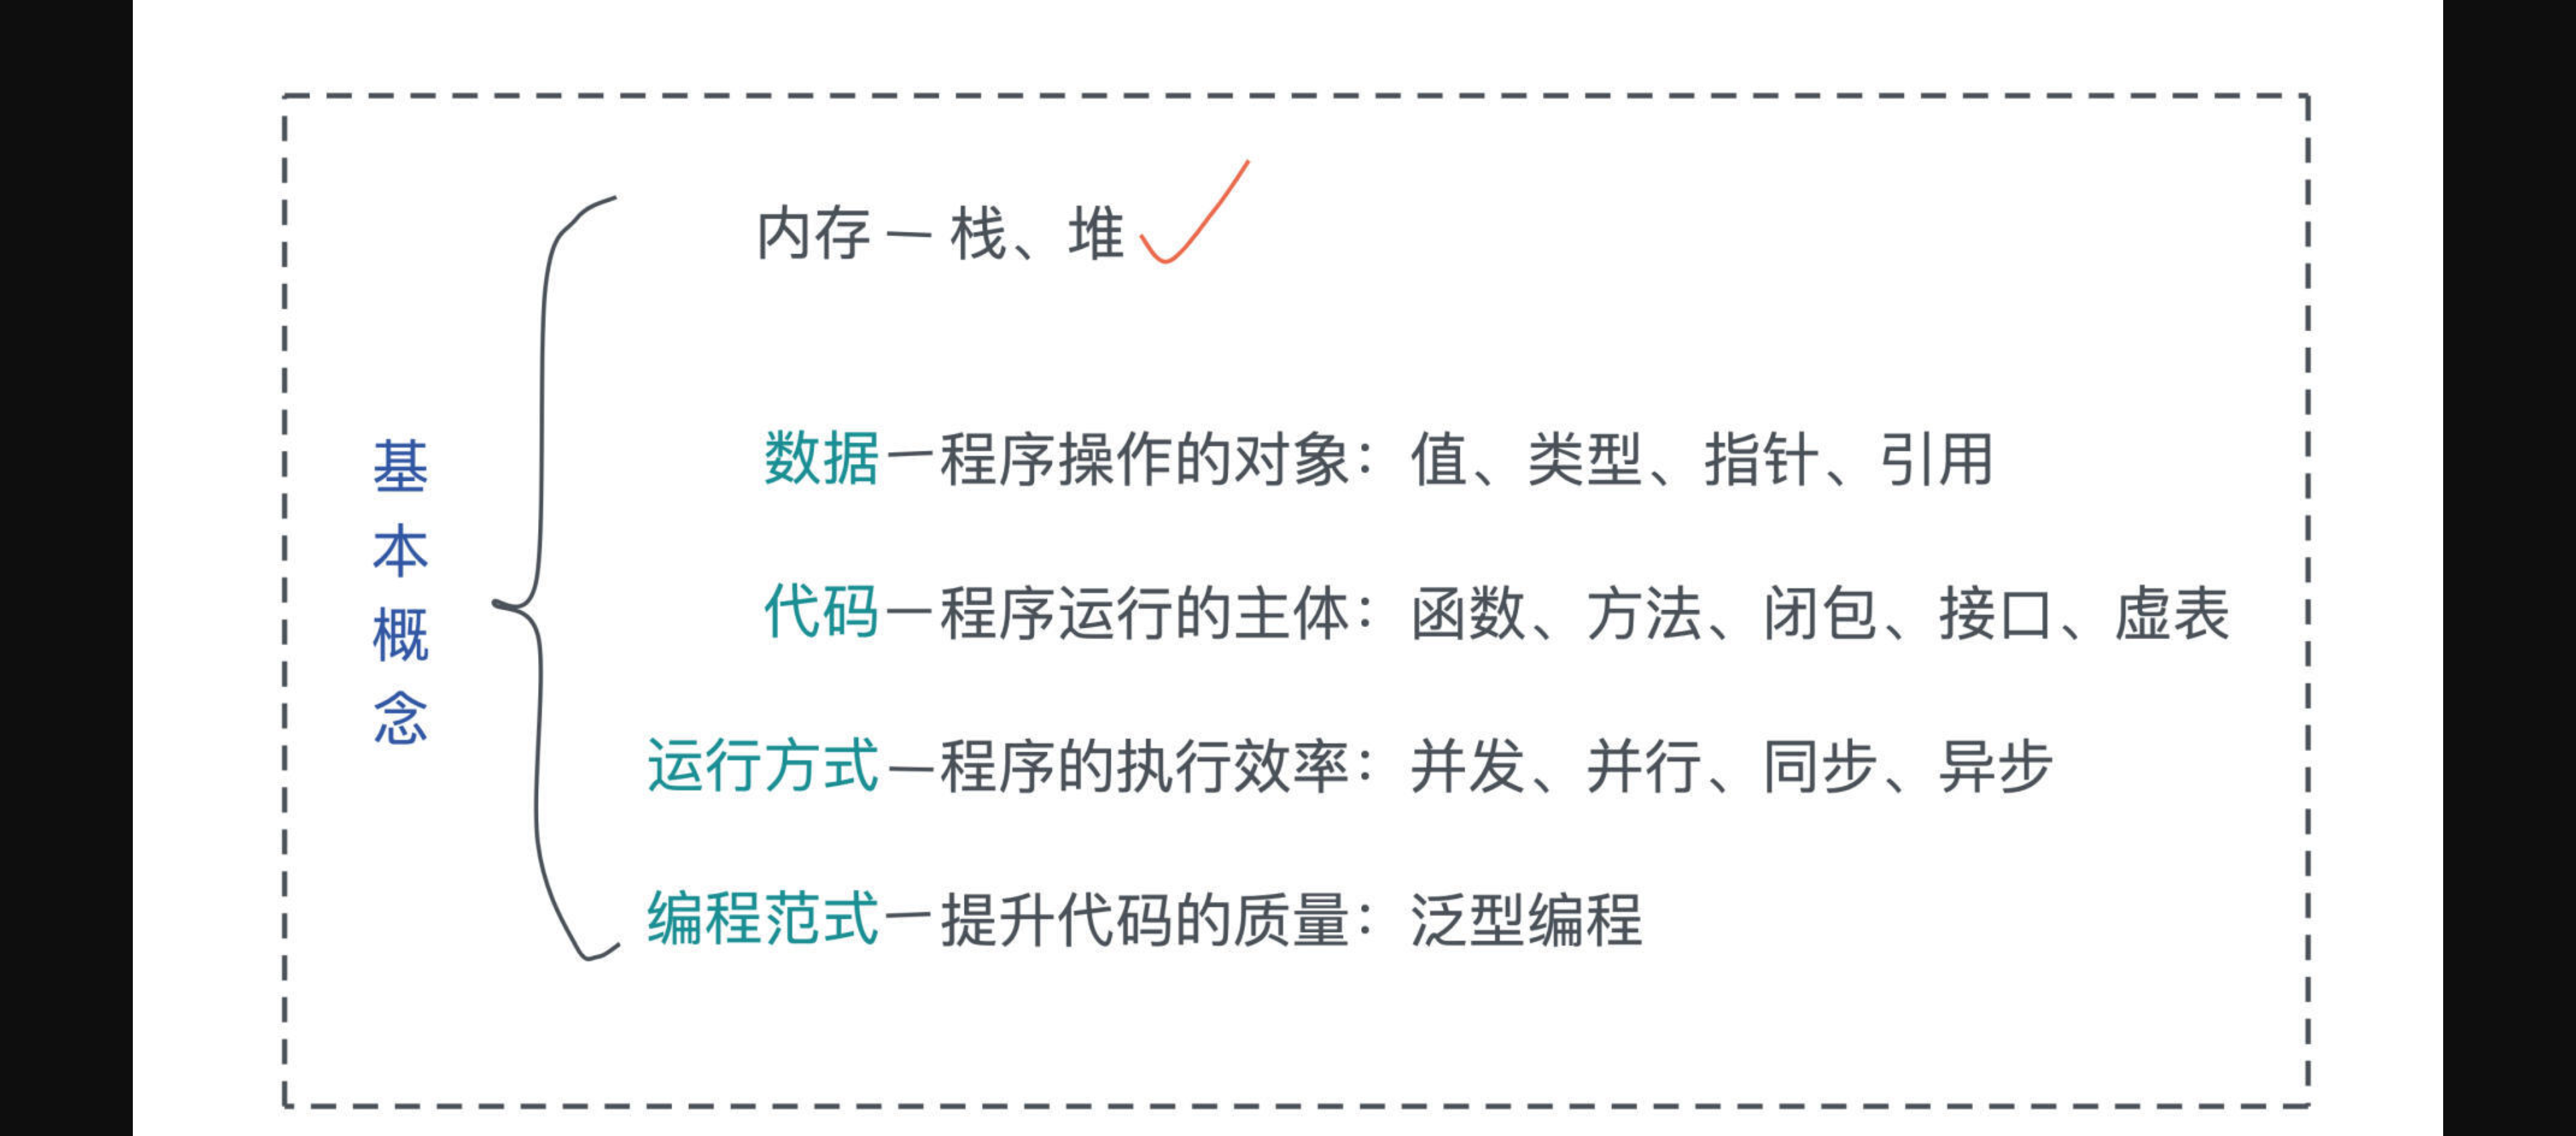 基本概念
内存 — 栈、堆
数据—程序操作的对象：值、类型、指针、引用
代码—程序运行的主体：函数、方法、闭包、接口、虚表
运行方式—程序的执行效率：并发、并行、同步、异步
编程范式—提升代码的质量：泛型编程